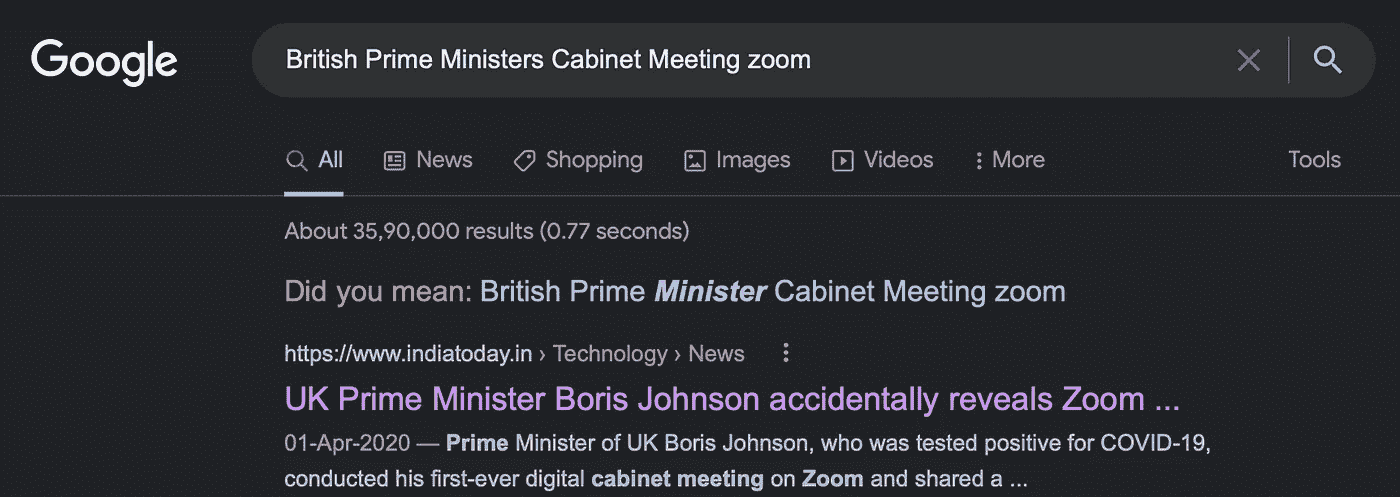 Google
British Prime Ministers Cabinet Meeting zoom
All News Shopping Images Videos More Tools
About 35,90,000 results (0.77 seconds)
Did you mean: British Prime Minister Cabinet Meeting zoom
https://www.indiatoday.in › Technology › News
UK Prime Minister Boris Johnson accidentally reveals Zoom ...
01-Apr-2020 — Prime Minister of UK Boris Johnson, who was tested positive for COVID-19,
conducted his first-ever digital cabinet meeting on Zoom and shared a ...